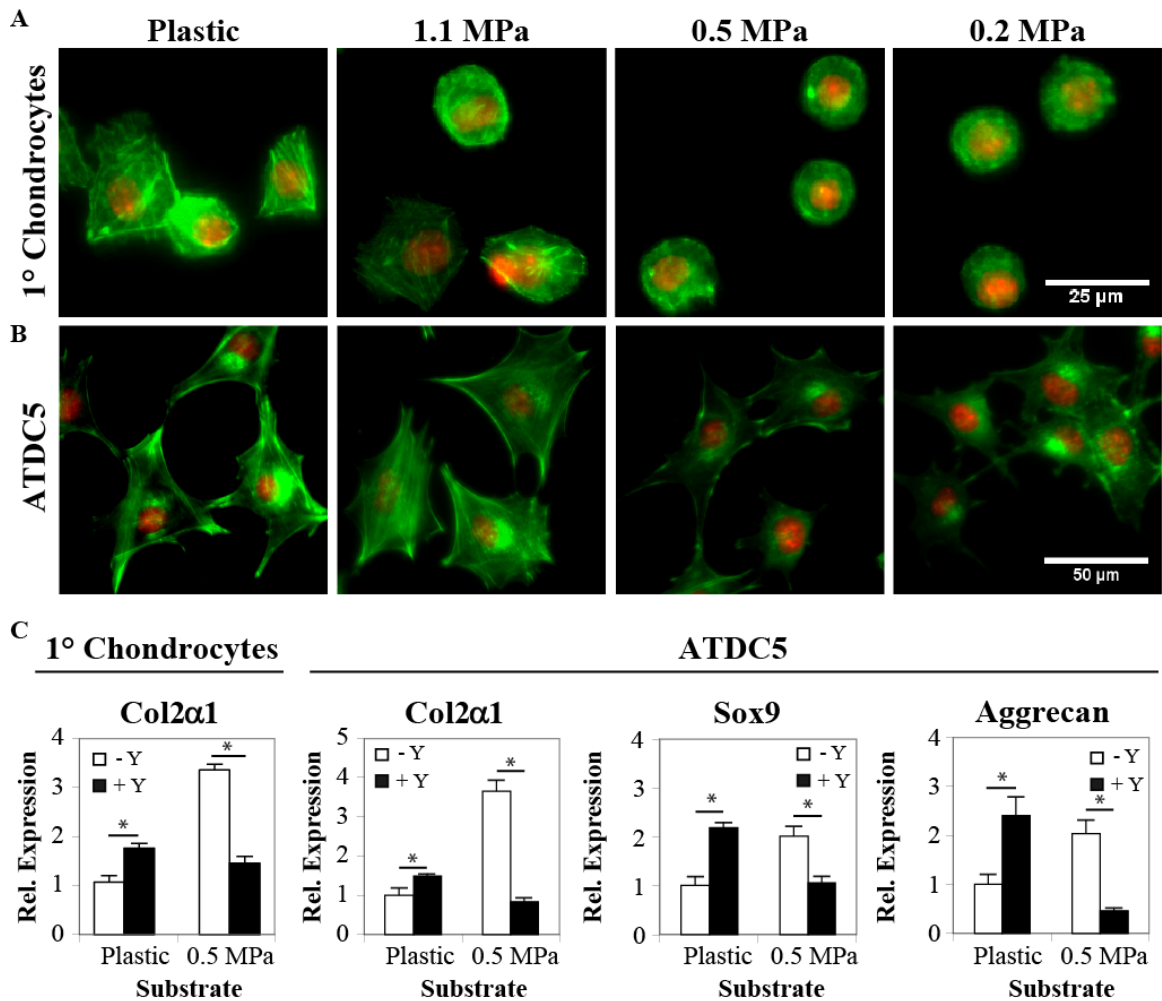 A
Plastic
1.1 MPa
0.5 MPa
0.2 MPa
1° Chondrocytes
25 µm
B
ATDC5
50 µm
C
1° Chondrocytes
ATDC5
Col2α1
Rel. Expression
4
3
2
1
0
- Y
+ Y
*
*
Plastic
0.5 MPa
Substrate
Col2α1
Rel. Expression
5
4
3
2
1
0
- Y
+ Y
*
*
Plastic
0.5 MPa
Substrate
Sox9
Rel. Expression
4
3
2
1
0
- Y
+ Y
*
*
Plastic
0.5 MPa
Substrate
Aggrecan
Rel. Expression
4
3
2
1
0
- Y
+ Y
*
*
Plastic
0.5 MPa
Substrate